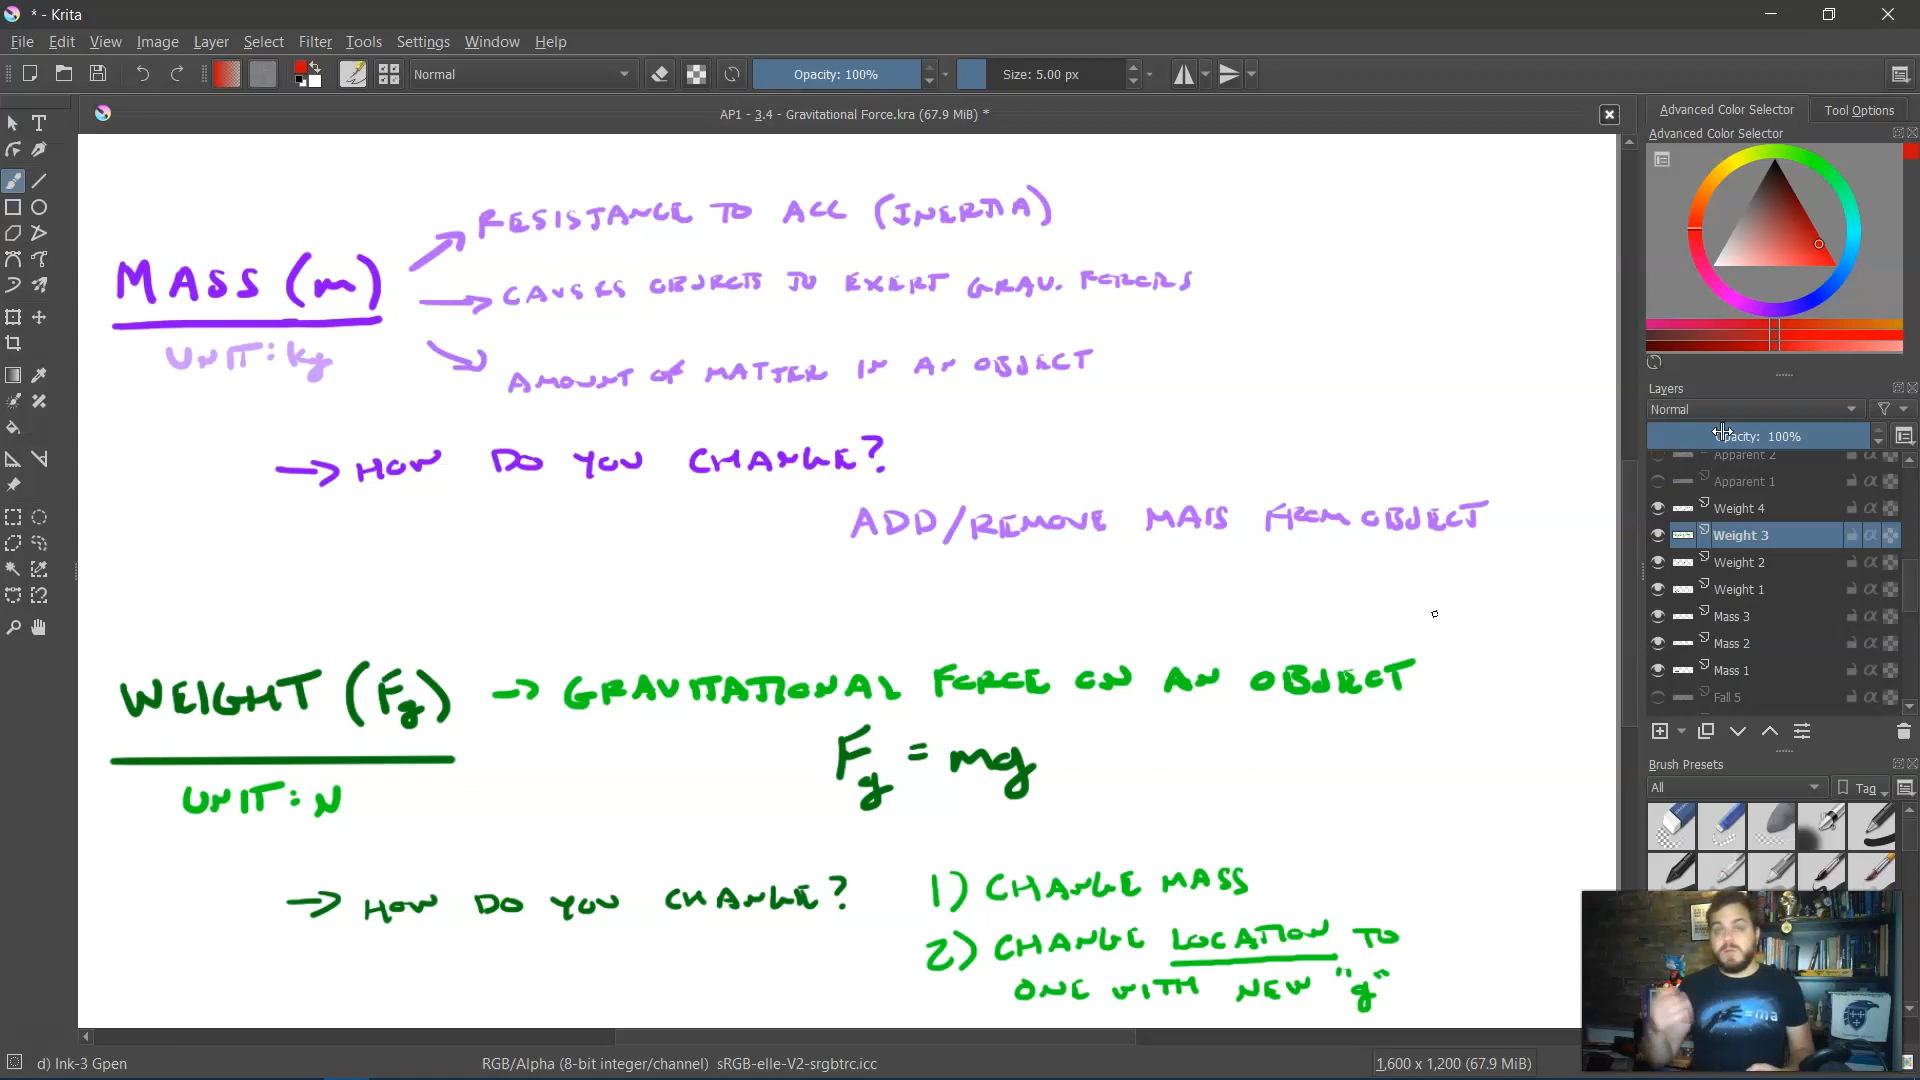 * - Krita
File Edit View Image Layer Select Filter Tools Settings Window Help
Normal Opacity: 100% Size: 5.00 px
AP1 - 3.4 - Gravitational Force.kra (67.9 MiB) *
Advanced Color Selector Tool Options
Advanced Color Selector
RESISTANCE TO ACC (INERTIA)
MASS (m)
UNIT: kg
CAUSES OBJECTS TO EXERT GRAV. FORCES
AMOUNT OF MATTER IN AN OBJECT
→ HOW DO YOU CHANGE?
ADD/REMOVE MASS FROM OBJECT
WEIGHT (Fg) → GRAVITATIONAL FORCE ON AN OBJECT
UNIT: N
Fg = mg
→ HOW DO YOU CHANGE?
1) CHANGE MASS
2) CHANGE LOCATION TO
ONE WITH NEW "g"
Layers
Normal
Opacity: 100%
Apparent 2
Apparent 1
Weight 4
Weight 3
Weight 2
Weight 1
Mass 3
Mass 2
Mass 1
Fall 5
Brush Presets
All Tag
=ma
d) Ink-3 Gpen
RGB/Alpha (8-bit integer/channel) sRGB-elle-V2-srgbtrc.icc
1,600 x 1,200 (67.9 MiB)